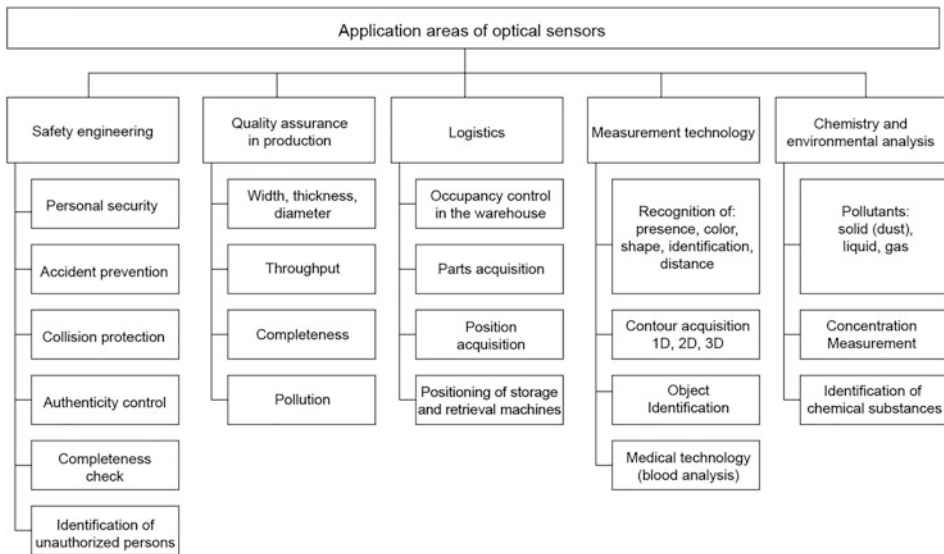 Application areas of optical sensors
Safety engineering
Personal security
Accident prevention
Collision protection
Authenticity control
Completeness
check
Identification of
unauthorized persons
Quality assurance
in production
Width, thickness,
diameter
Throughput
Completeness
Pollution
Logistics
Occupancy control
in the warehouse
Parts acquisition
Position
acquisition
Positioning of storage
and retrieval machines
Measurement technology
Recognition of:
presence, color,
shape, identification,
distance
Contour acquisition
1D, 2D, 3D
Object
Identification
Medical technology
(blood analysis)
Chemistry and
environmental analysis
Pollutants:
solid (dust),
liquid, gas
Concentration
Measurement
Identification of
chemical substances